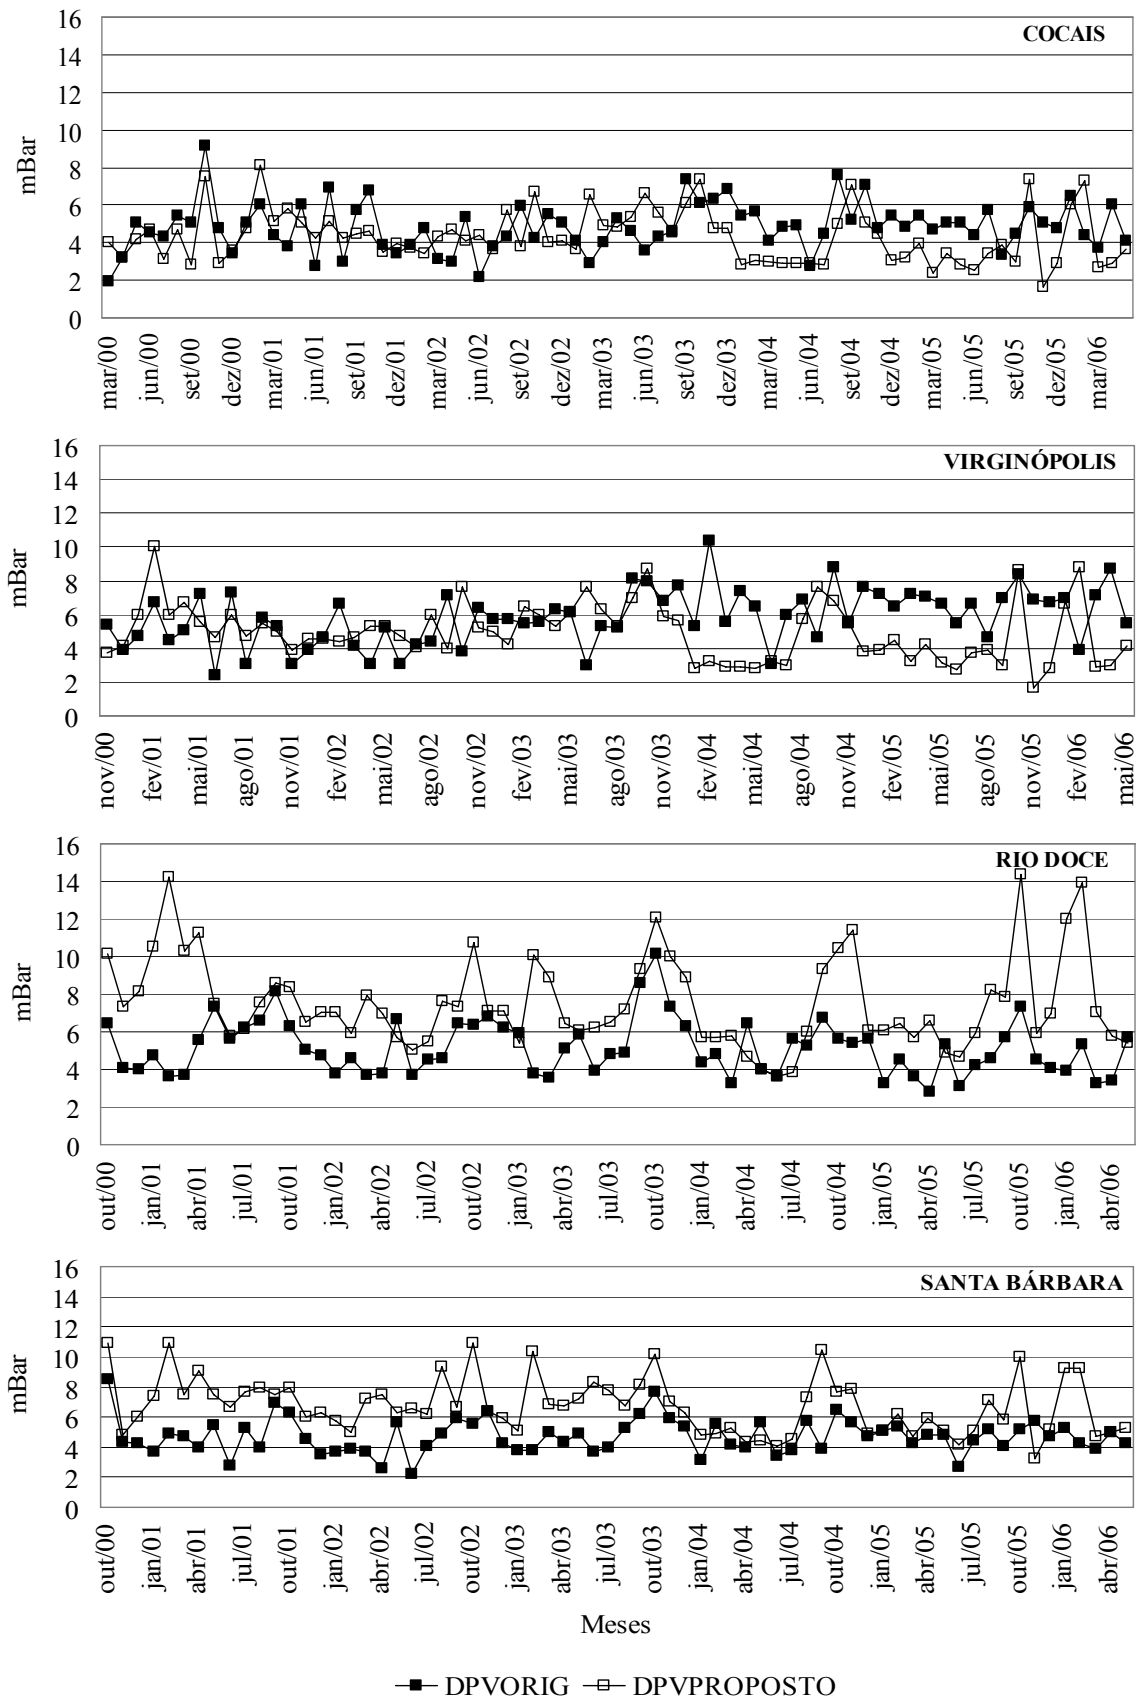 COCAIS
mBar
16
14
12
10
8
6
4
2
0
mar/00
jun/00
set/00
dez/00
mar/01
jun/01
set/01
dez/01
mar/02
jun/02
set/02
dez/02
mar/03
jun/03
set/03
dez/03
mar/04
jun/04
set/04
dez/04
mar/05
jun/05
set/05
dez/05
mar/06
VIRGINÓPOLIS
mBar
16
14
12
10
8
6
4
2
0
nov/00
fev/01
mai/01
ago/01
nov/01
fev/02
mai/02
ago/02
nov/02
fev/03
mai/03
ago/03
nov/03
fev/04
mai/04
ago/04
nov/04
fev/05
mai/05
ago/05
nov/05
fev/06
mai/06
RIO DOCE
mBar
16
14
12
10
8
6
4
2
0
out/00
jan/01
abr/01
jul/01
out/01
jan/02
abr/02
jul/02
out/02
jan/03
abr/03
jul/03
out/03
jan/04
abr/04
jul/04
out/04
jan/05
abr/05
jul/05
out/05
jan/06
abr/06
SANTA BÁRBARA
mBar
16
14
12
10
8
6
4
2
0
out/00
jan/01
abr/01
jul/01
out/01
jan/02
abr/02
jul/02
out/02
jan/03
abr/03
jul/03
out/03
jan/04
abr/04
jul/04
out/04
jan/05
abr/05
jul/05
out/05
jan/06
abr/06
Meses
DPVORIG DPVPROPOSTO